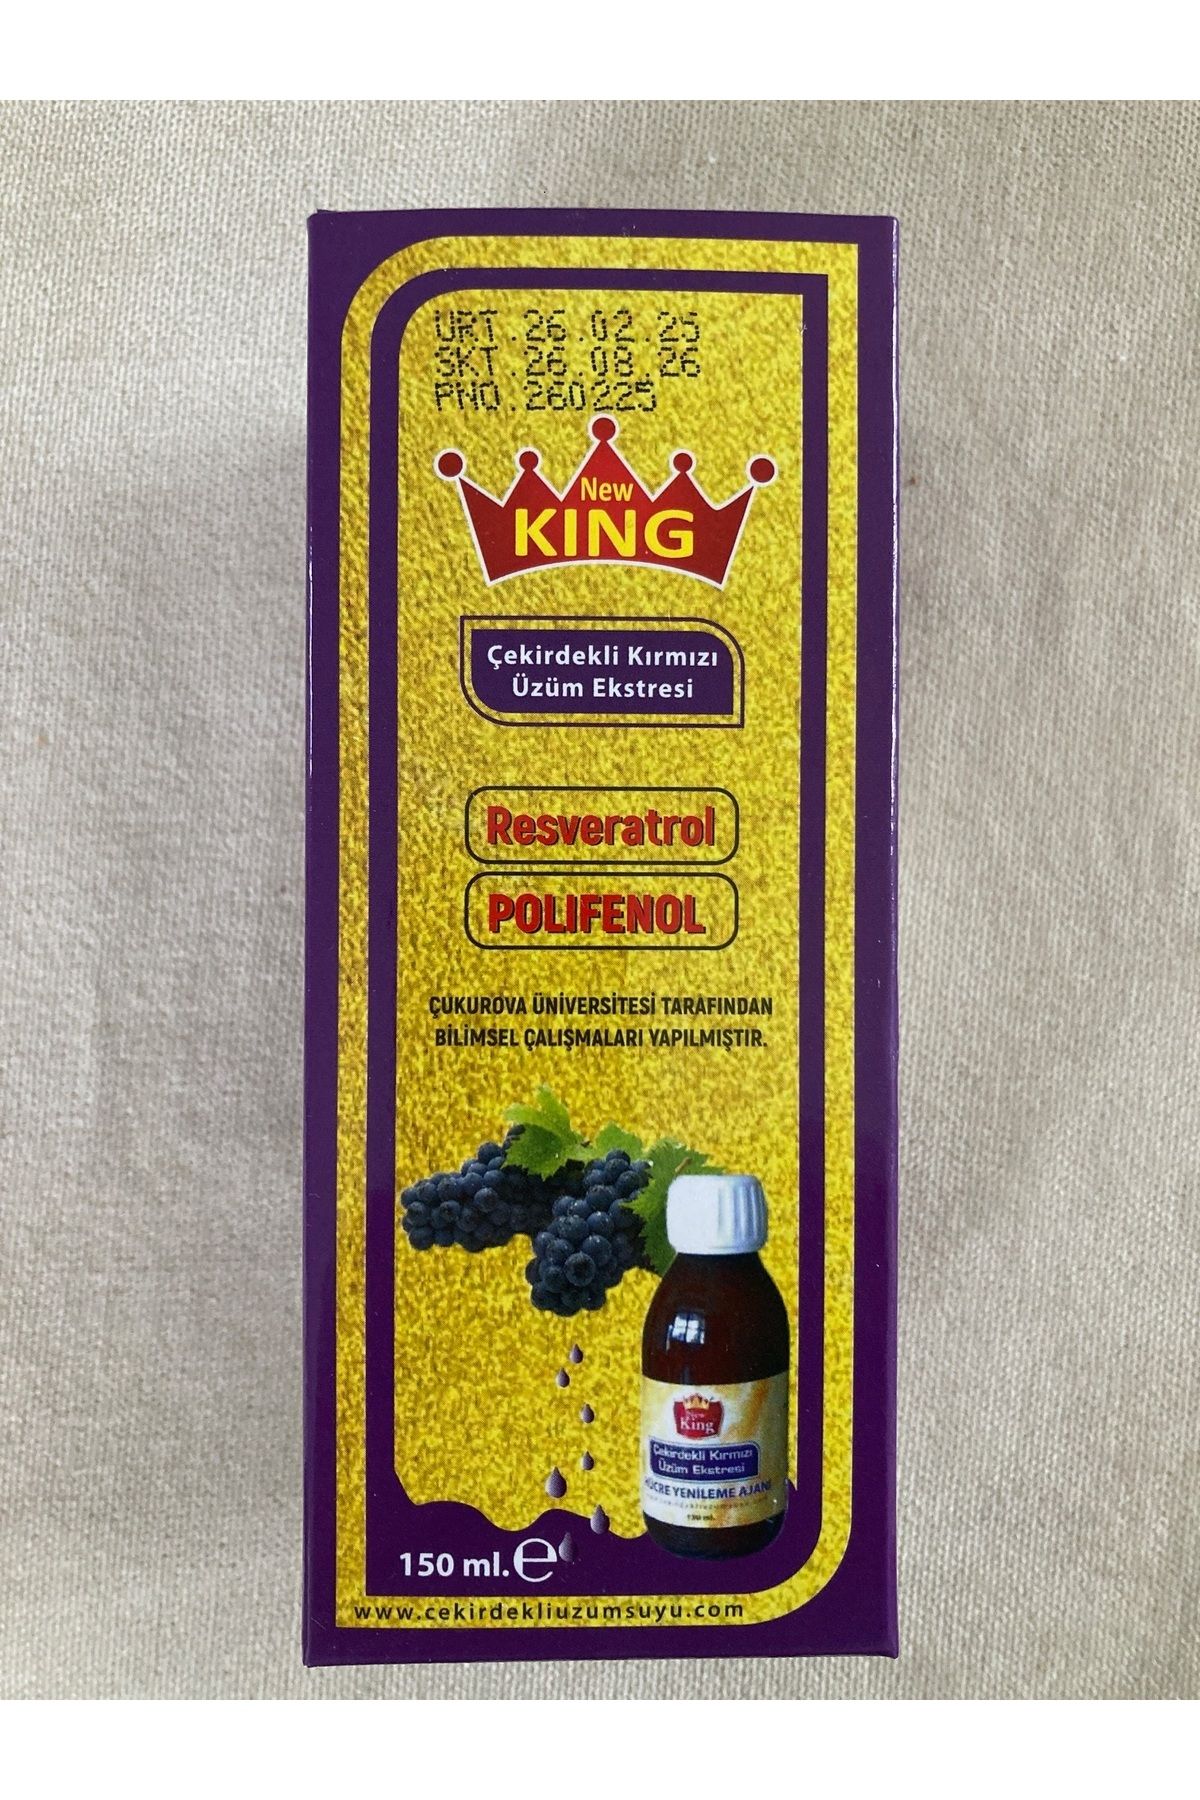 URT.26.02.25
SKT.26.08.26
PNO.260225
New
KING
Çekirdekli Kırmızı
Üzüm Ekstresi
Resveratrol
POLIFENOL
ÇUKUROVA ÜNİVERSİTESİ TARAFINDAN
BİLİMSEL ÇALIŞMALARI YAPILMIŞTIR.
New
King
Çekirdekli Kırmızı
Üzüm Ekstresi
HÜCRE YENİLEME AJANI
150 ml.
150 ml. e
www.cekirdekliuzumsuyu.com